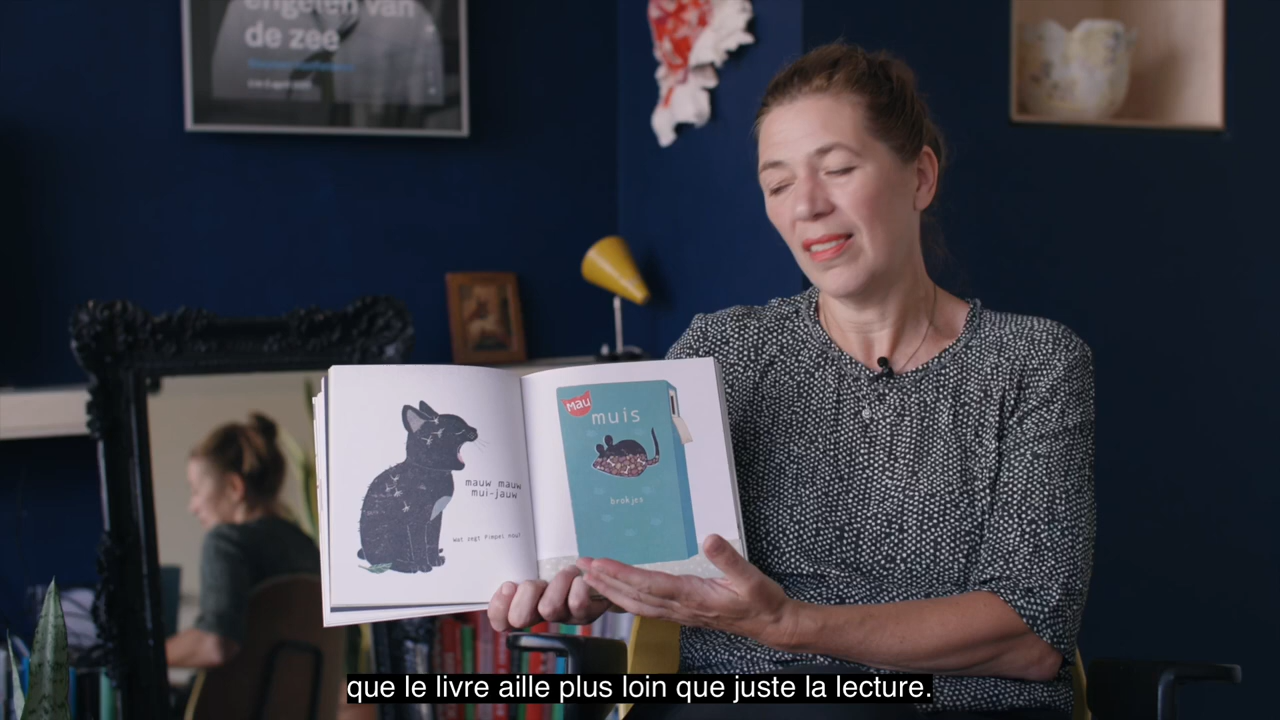 engelen van
de zee
mauw mauw
mui-jauw
Wat zegt Pimpel nou?
Mau
muis
brokjes
que le livre aille plus loin que juste la lecture.